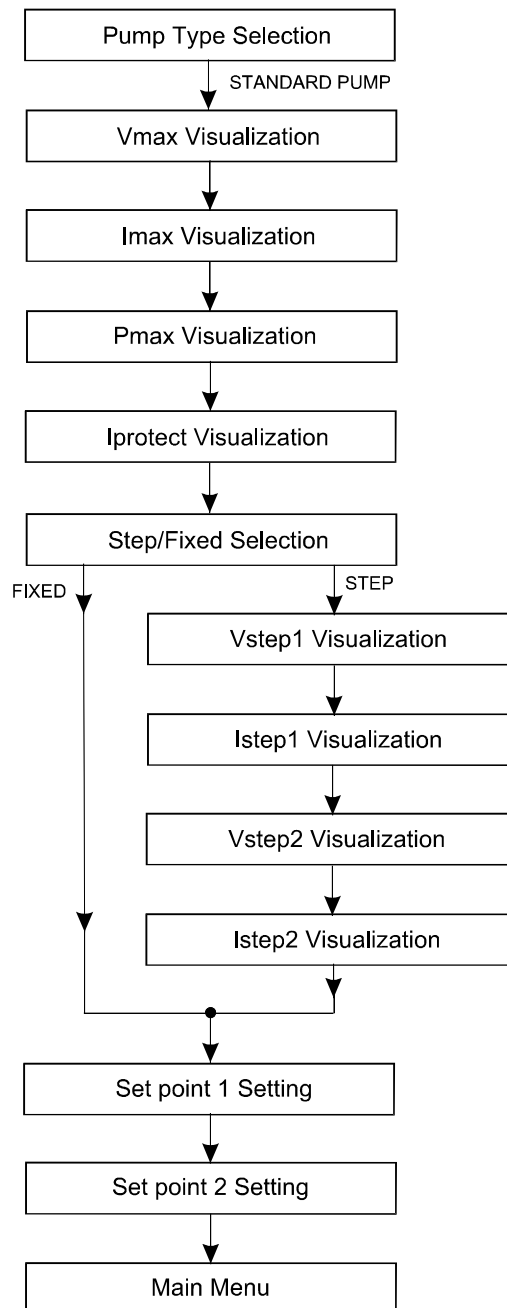 Pump Type Selection
STANDARD PUMP
Vmax Visualization
Imax Visualization
Pmax Visualization
Iprotect Visualization
Step/Fixed Selection
FIXED
STEP
Vstep1 Visualization
Istep1 Visualization
Vstep2 Visualization
Istep2 Visualization
Set point 1 Setting
Set point 2 Setting
Main Menu